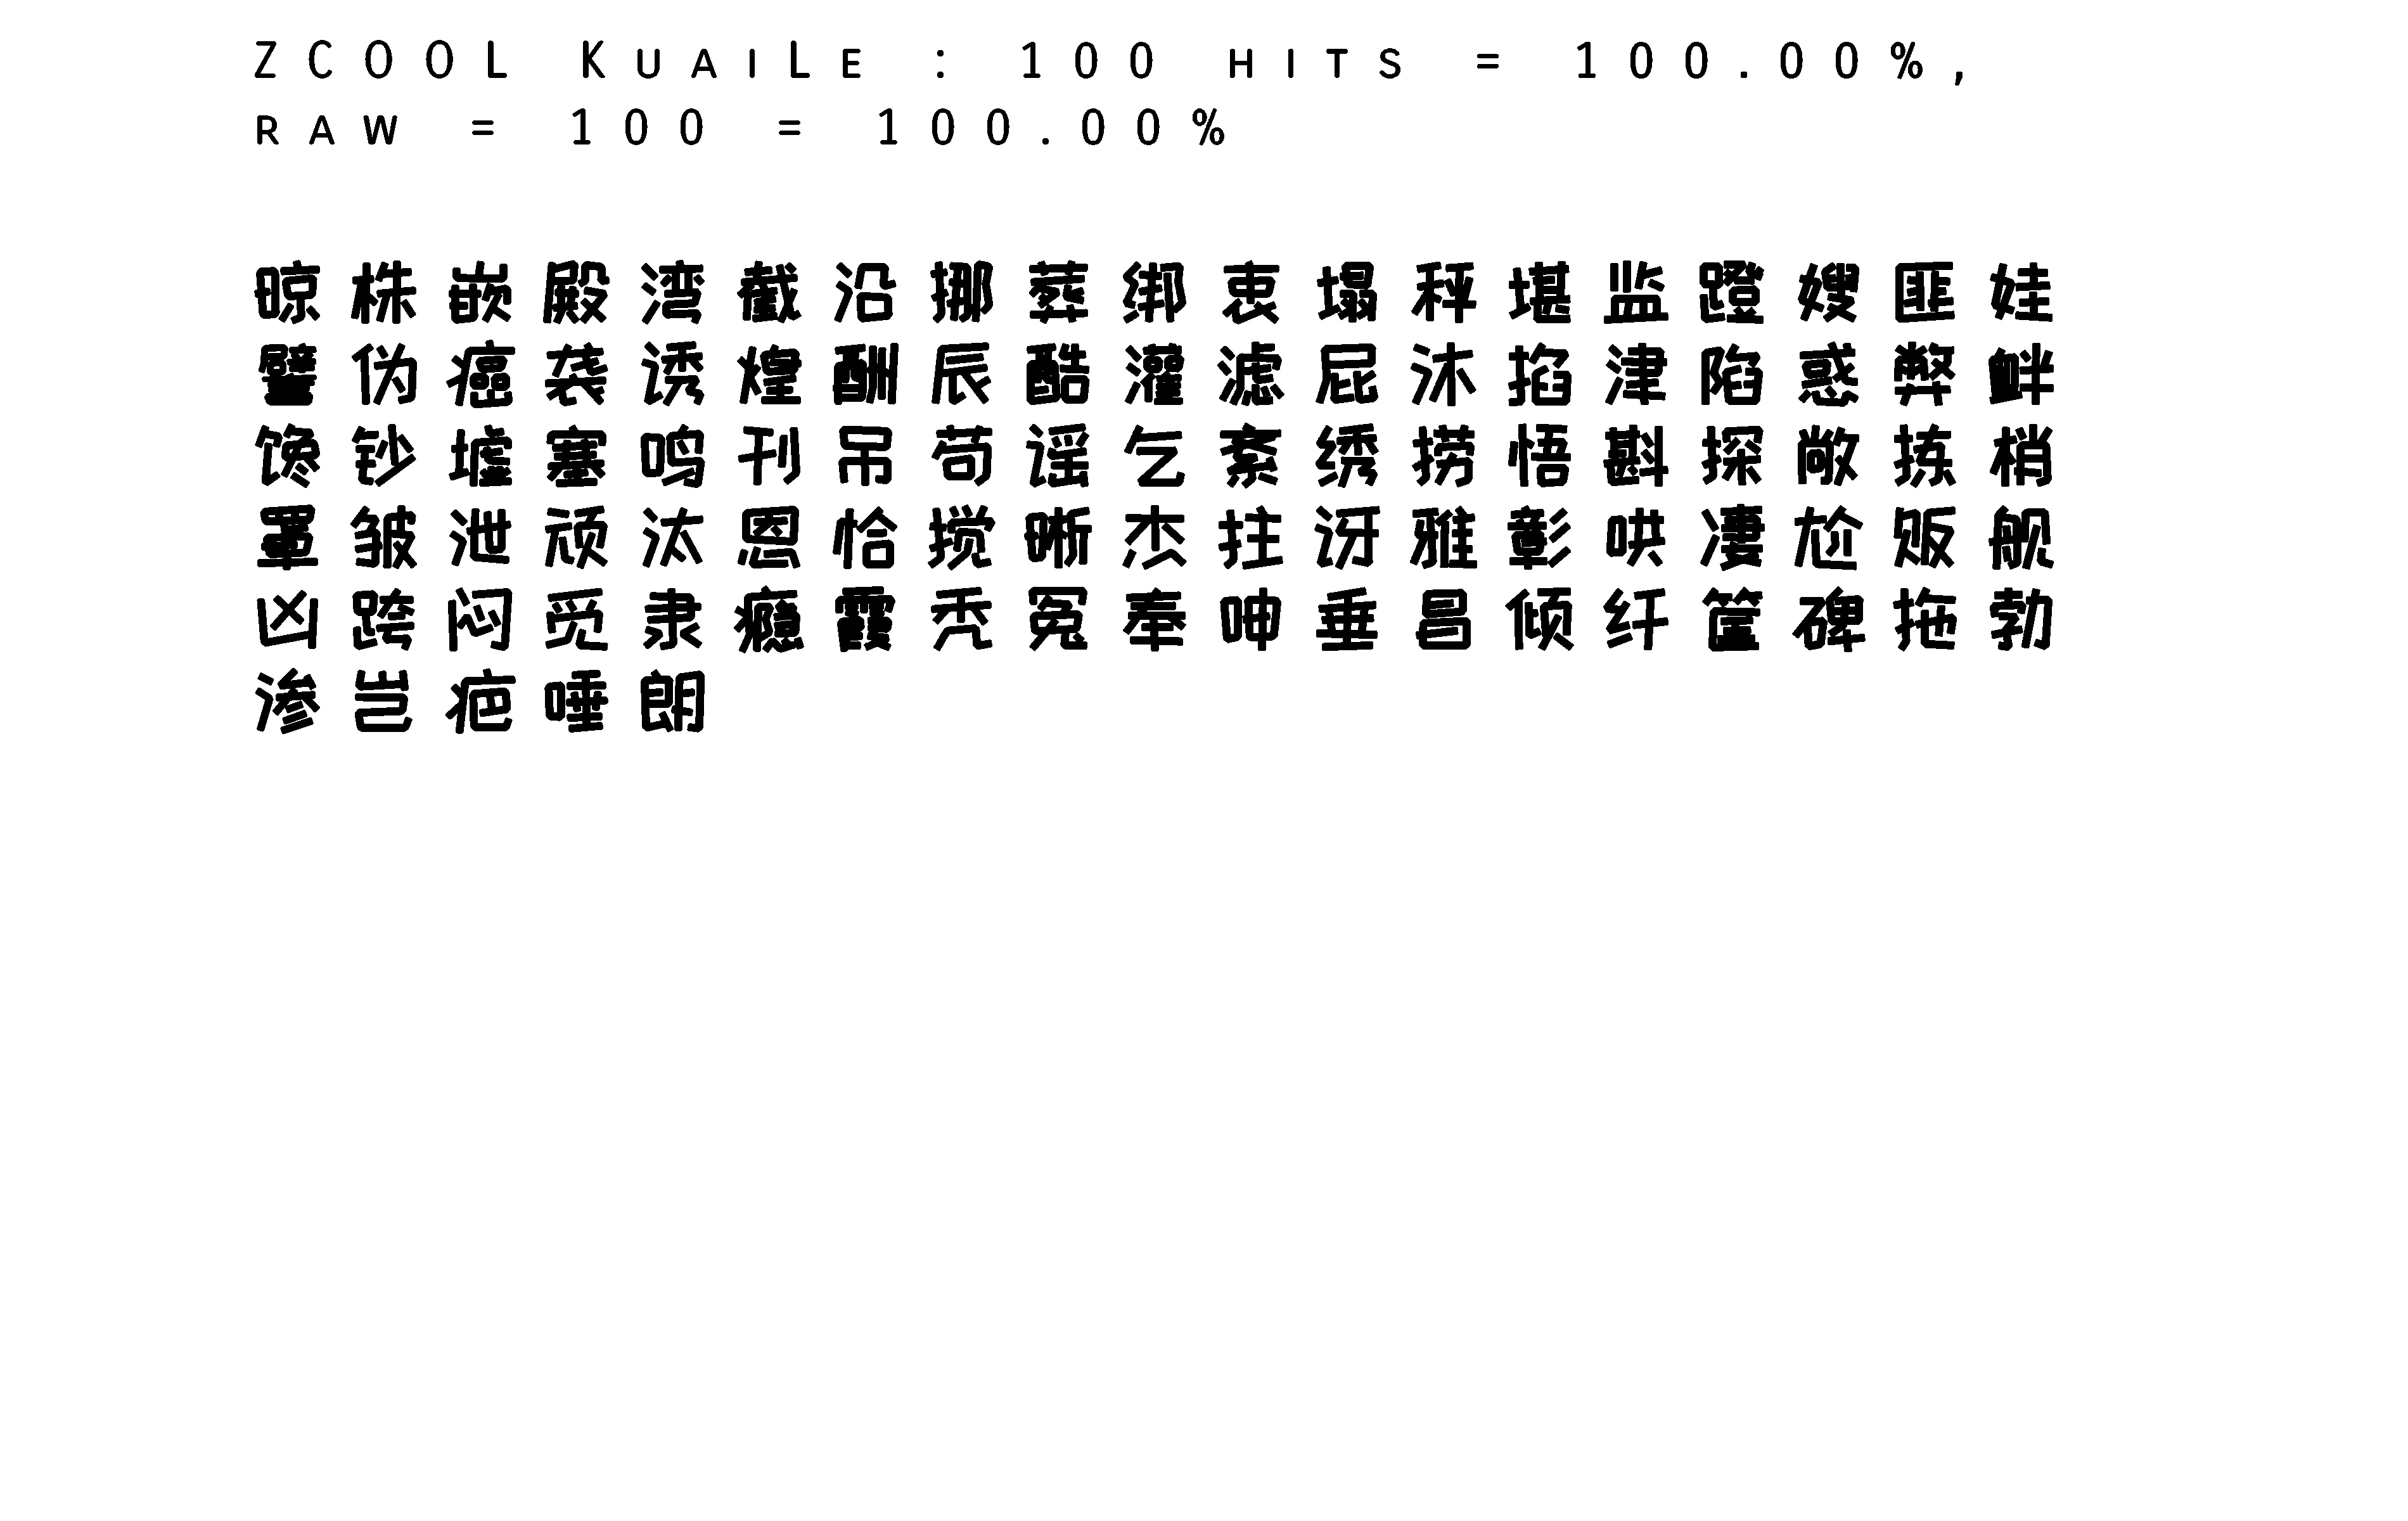 ZCOOL KuaiLe : 100 hits = 100.00%,
raw = 100 = 100.00%
晾株嵌殿湾截沿挪葬绑衷塌秤堪监蹬嫂匪娃
譬伪癌袭诱煌酬辰酷灌滤屁沐掐津陷惑弊衅
馋钞墟塞鸣刊吊苟谣乞紊绣捞悟斟探敞拣梢
罩皱泄顽汰恩恰搅晰杰拄讶雅彰哄凄尬贩舰
凶跨闷觅隶瘾霞秃冤奉呻垂昌倾纤筐碑拖勃
渗岂疤唾朗